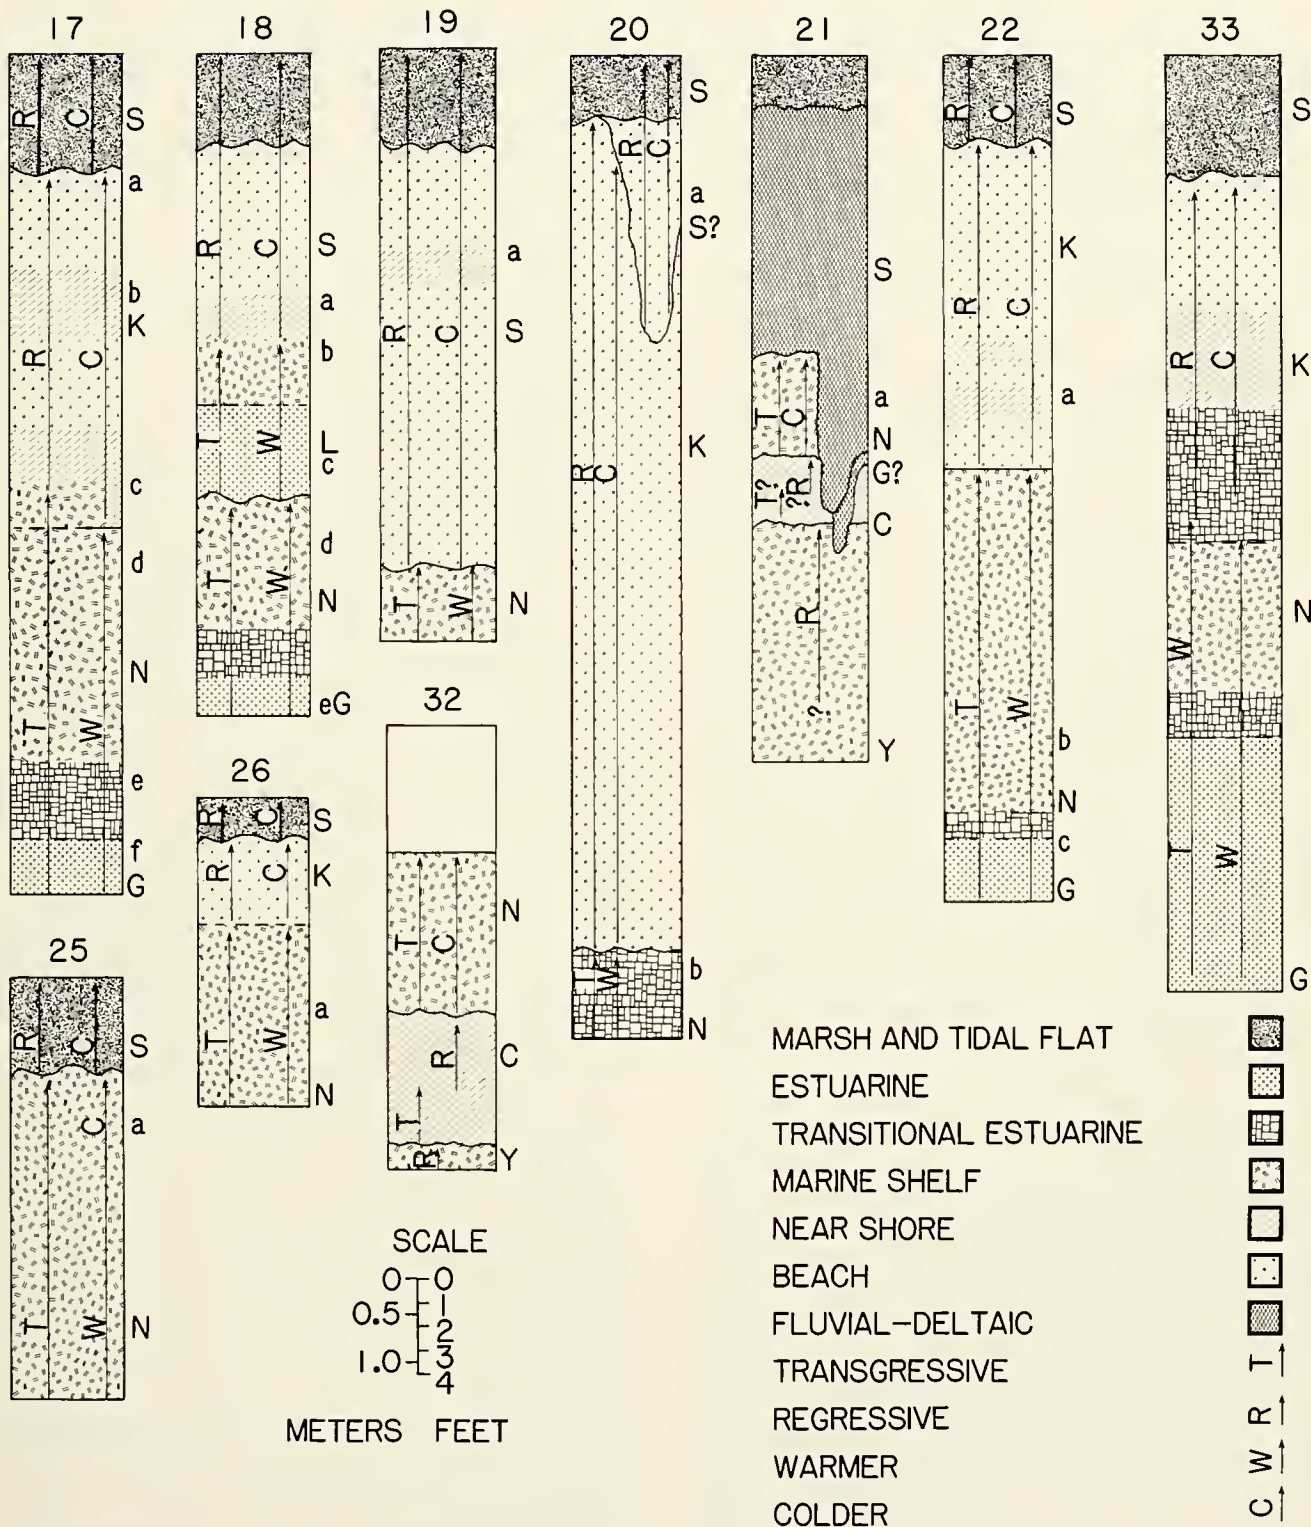 17
R C S
a
b
K
R C
c
d
N
T W
e
f
G
18
S
R C
a
b
T W L
c
d
T W N
eG
19
a
R C S
T W N
20
S
R C
a
S?
K
R C
b
T W
N
21
S
a
T C
N
G?
T? ?R
C
R
?
Y
22
R C S
K
R C
a
T W
b
N
c
G
33
S
R C K
N
W
T W
G
25
R C S
C a
T W N
26
R C S
R C K
a
T W
N
32
N
T C
R C
T
R Y
SCALE
0 0
0.5 1
2
1.0 3
4
METERS FEET
MARSH AND TIDAL FLAT
ESTUARINE
TRANSITIONAL ESTUARINE
MARINE SHELF
NEAR SHORE
BEACH
FLUVIAL-DELTAIC
TRANSGRESSIVE T
REGRESSIVE R
WARMER W
COLDER C